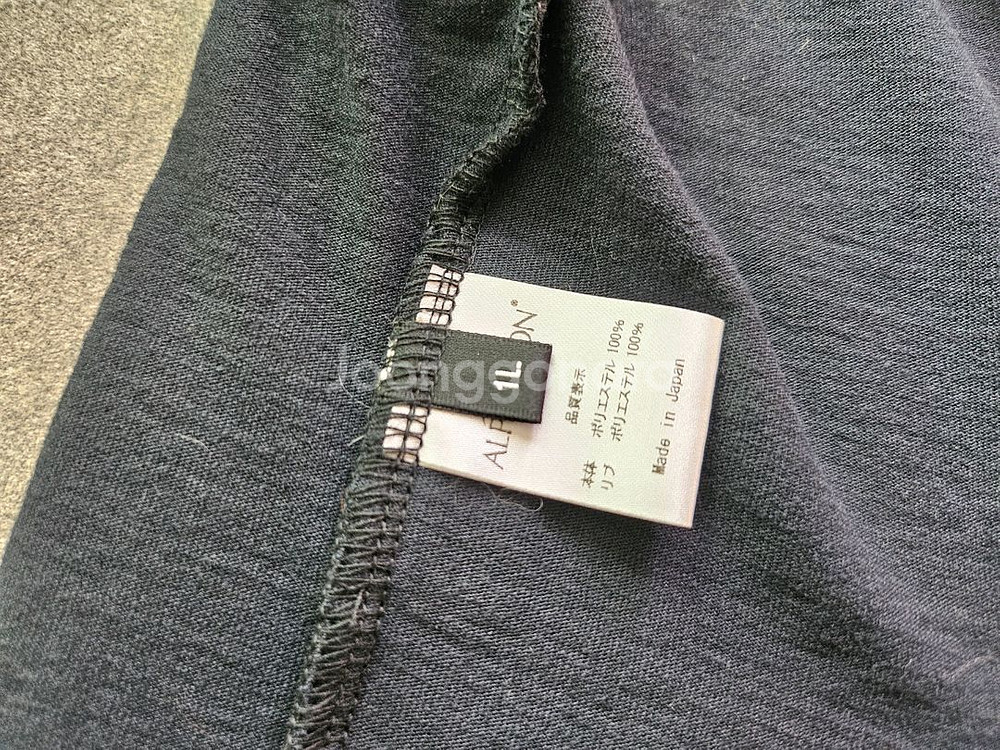 1L
品質表示
本体 ポリエステル 100%
リブ ポリエステル 100%
Made in Japan